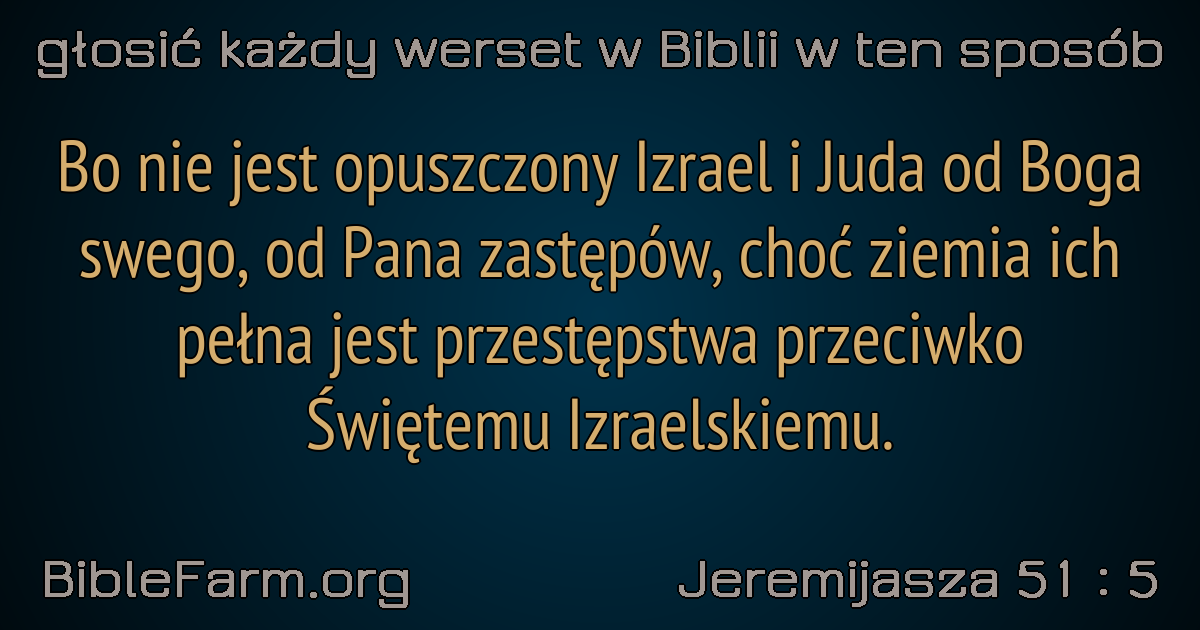 głosić każdy werset w Biblii w ten sposób
Bo nie jest opuszczony Izrael i Juda od Boga
swego, od Pana zastępów, choć ziemia ich
pełna jest przestępstwa przeciwko
Świętemu Izraelskiemu.
BibleFarm.org
Jeremijasza 51 : 5